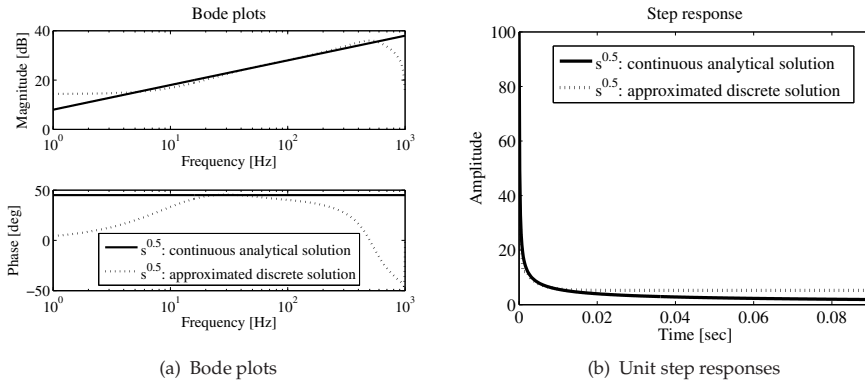 Bode plots
Magnitude [dB]
40
20
0
10^0
10^1
10^2
10^3
Frequency [Hz]
Phase [deg]
50
0
−50
s^0.5: continuous analytical solution
s^0.5: approximated discrete solution
10^0
10^1
10^2
10^3
Frequency [Hz]
(a) Bode plots
Step response
Amplitude
100
80
60
40
20
0
s^0.5: continuous analytical solution
s^0.5: approximated discrete solution
0
0.02
0.04
0.06
0.08
Time [sec]
(b) Unit step responses